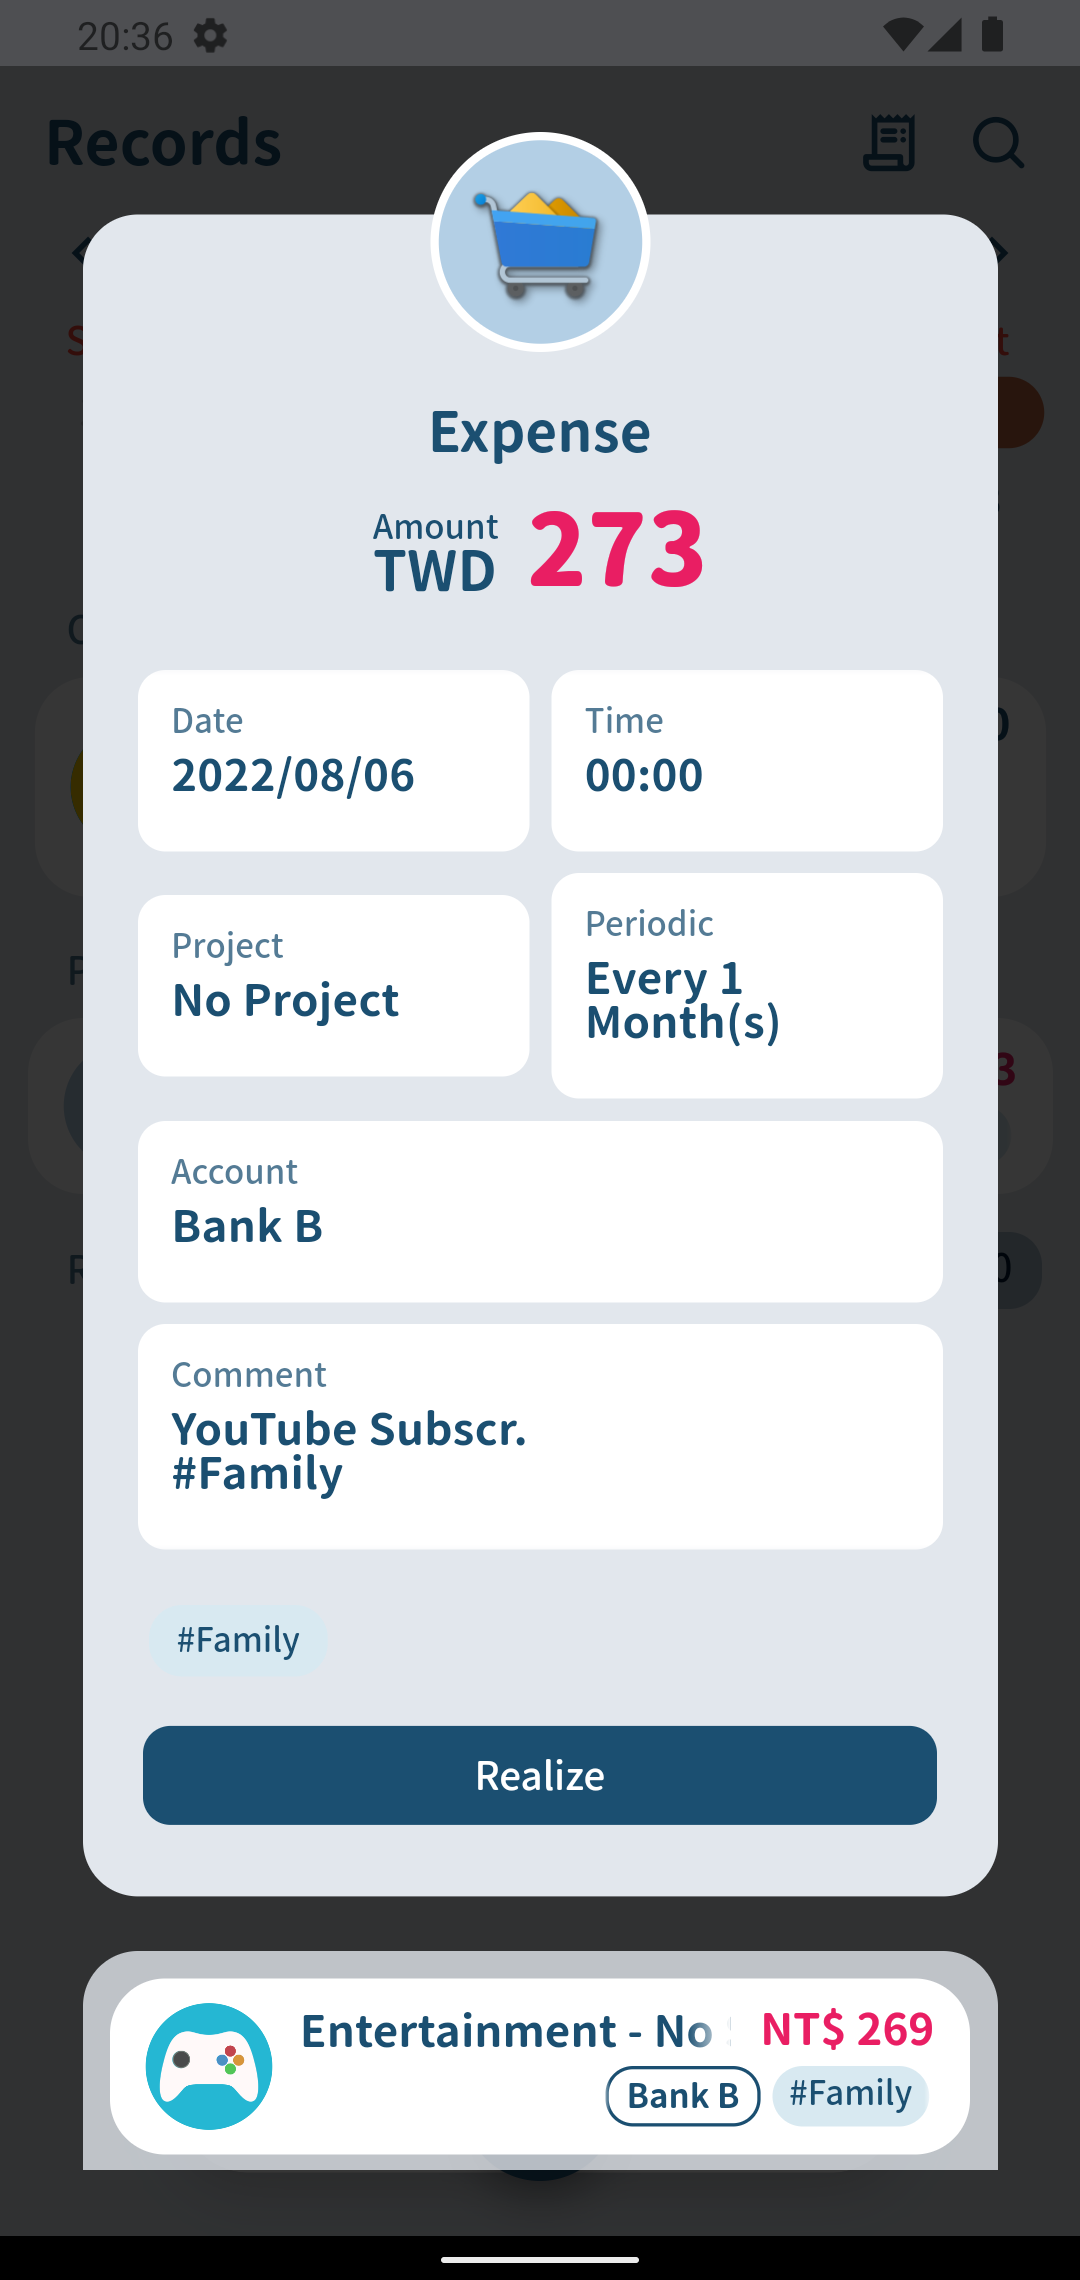 20:36
Records
Expense
Amount
TWD 273
Date
2022/08/06
Time
00:00
Project
No Project
Periodic
Every 1
Month(s)
Account
Bank B
Comment
YouTube Subscr.
#Family
#Family
Realize
Entertainment - No
NT$ 269
Bank B
#Family